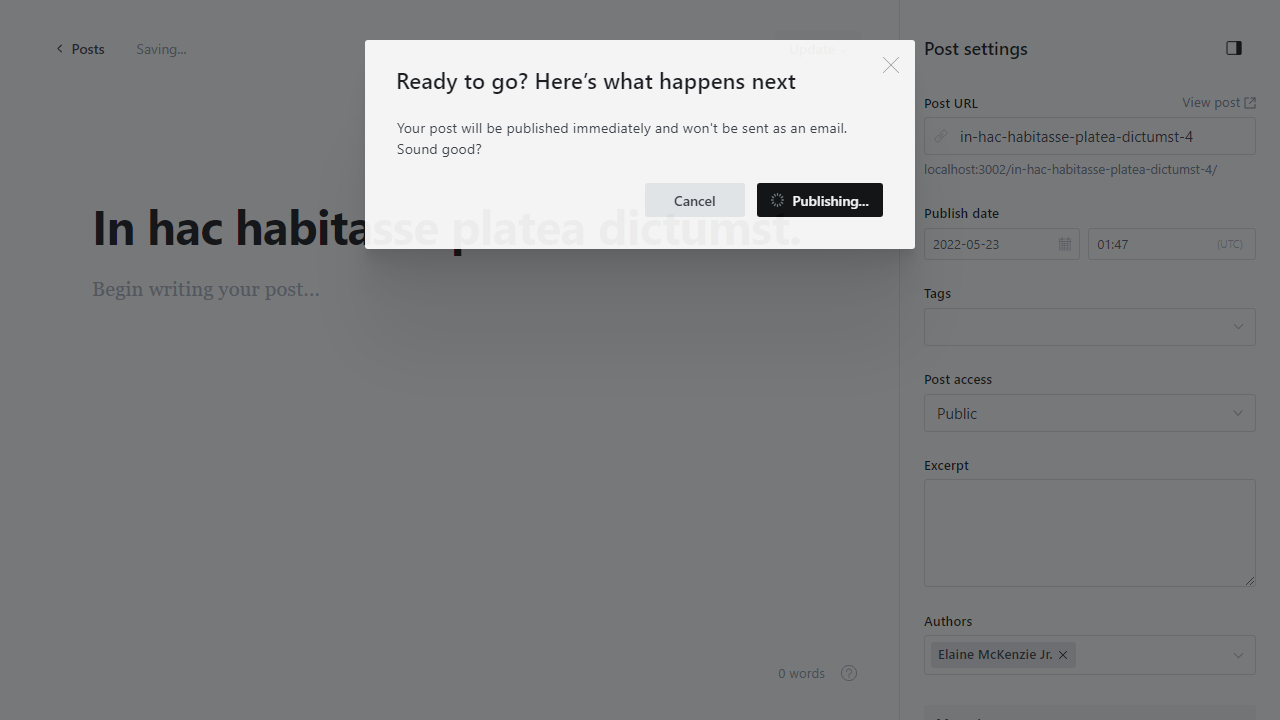 Posts
Saving...
Update
Ready to go? Here's what happens next
Your post will be published immediately and won't be sent as an email.
Sound good?
Cancel
Publishing...
In hac habitasse platea dictumst.
Begin writing your post...
0 words
?
Post settings
Post URL
View post
in-hac-habitasse-platea-dictumst-4
localhost:3002/in-hac-habitasse-platea-dictumst-4/
Publish date
2022-05-23
01:47
(UTC)
Tags
Post access
Public
Excerpt
Authors
Elaine McKenzie Jr.